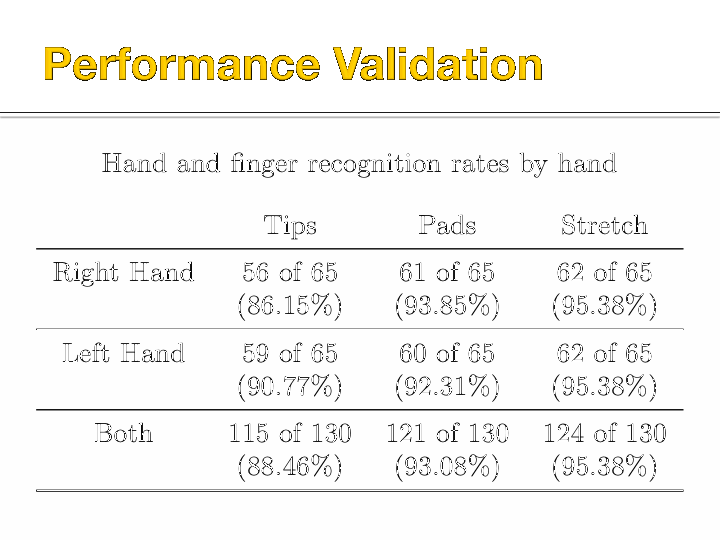 Performance Validation
Hand and finger recognition rates by hand
Tips Pads Stretch
Right Hand 56 of 65 61 of 65 62 of 65
(86.15%) (93.85%) (95.38%)
Left Hand 59 of 65 60 of 65 62 of 65
(90.77%) (92.31%) (95.38%)
Both 115 of 130 121 of 130 124 of 130
(88.46%) (93.08%) (95.38%)